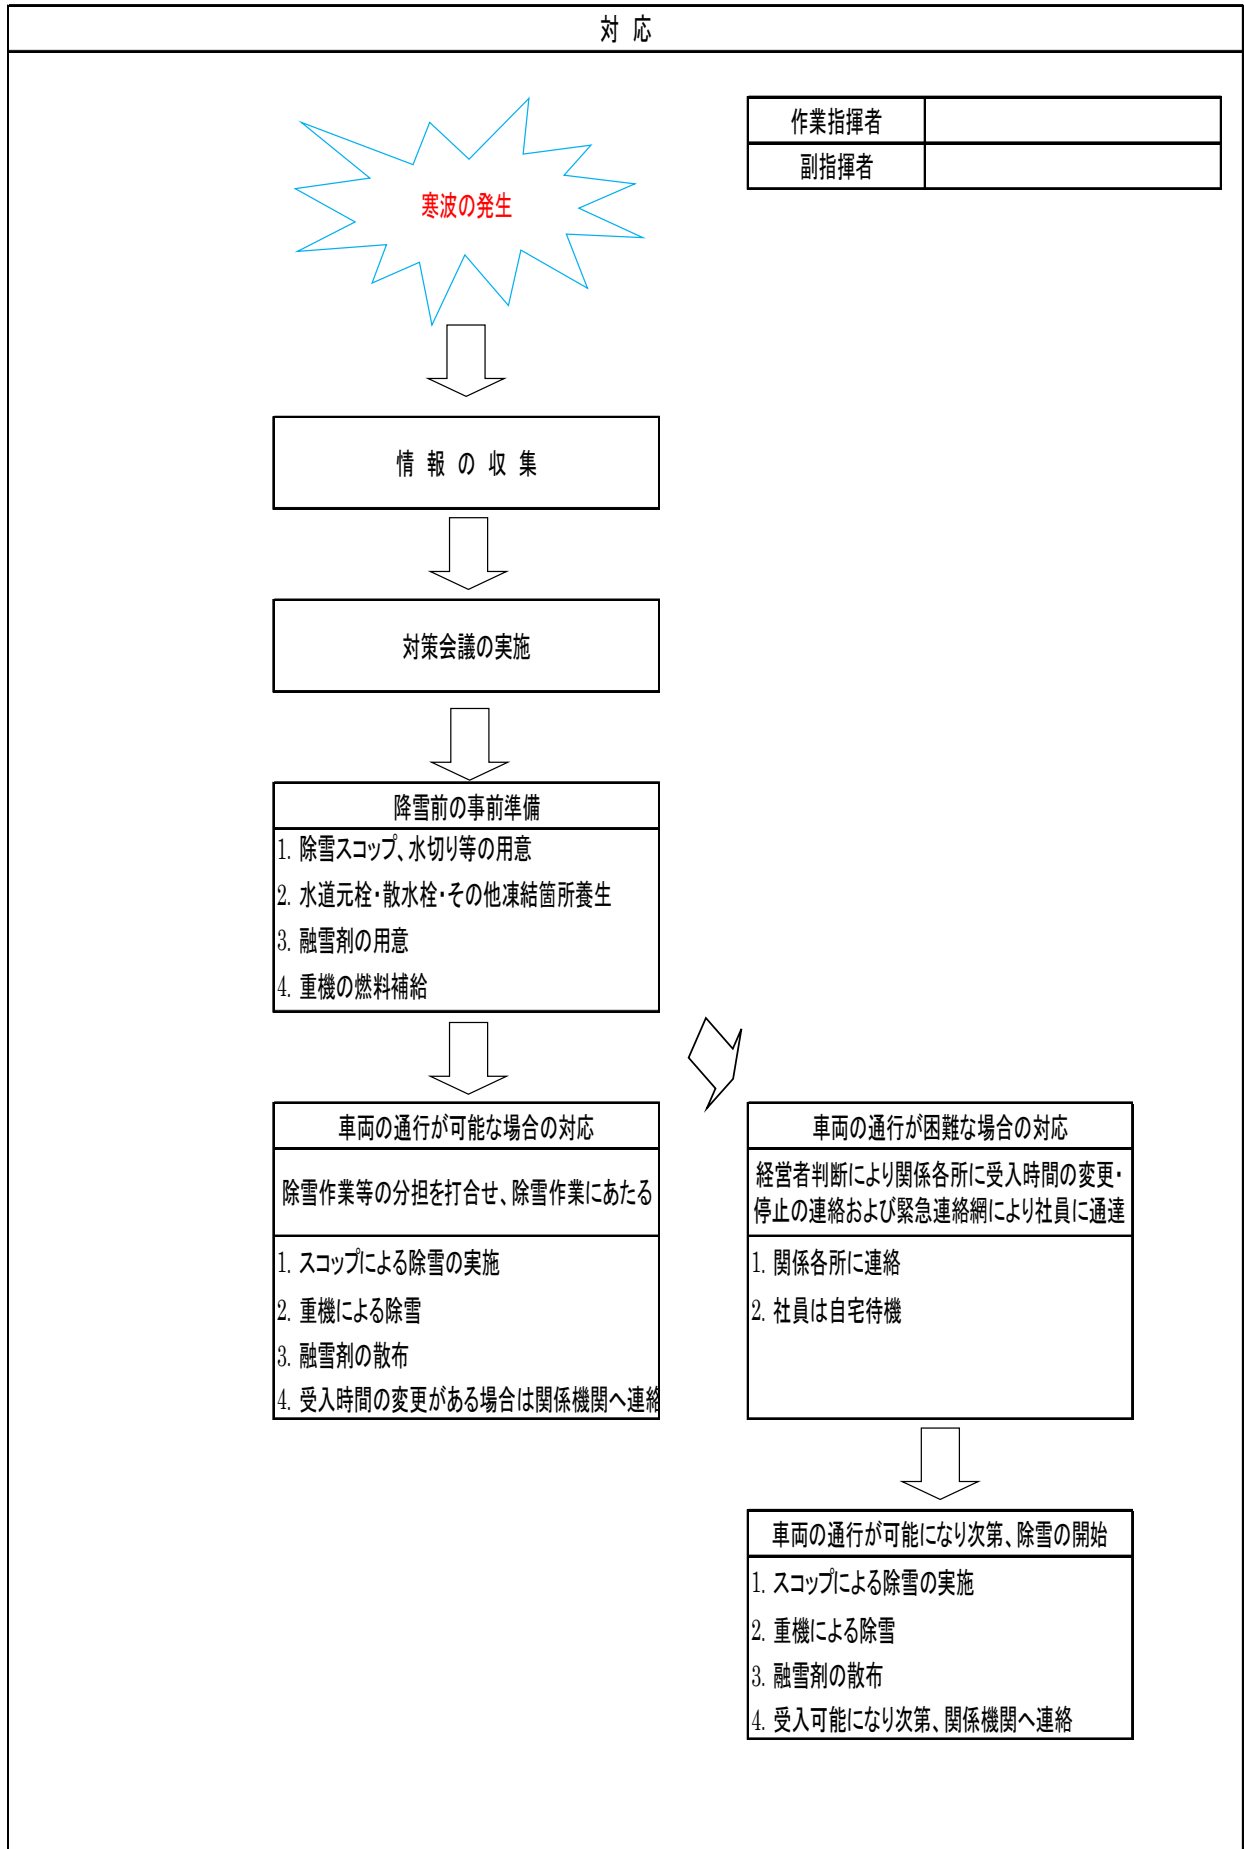 対 応
作業指揮者
副指揮者
寒波の発生
情 報 の 収 集
対策会議の実施
降雪前の事前準備
1. 除雪スコップ、水切り等の用意
2. 水道元栓・散水栓・その他凍結箇所養生
3. 融雪剤の用意
4. 重機の燃料補給
車両の通行が可能な場合の対応
除雪作業等の分担を打合せ、除雪作業にあたる
1. スコップによる除雪の実施
2. 重機による除雪
3. 融雪剤の散布
4. 受入時間の変更がある場合は関係機関へ連絡
車両の通行が困難な場合の対応
経営者判断により関係各所に受入時間の変更・
停止の連絡および緊急連絡網により社員に通達
1. 関係各所に連絡
2. 社員は自宅待機
車両の通行が可能になり次第、除雪の開始
1. スコップによる除雪の実施
2. 重機による除雪
3. 融雪剤の散布
4. 受入可能になり次第、関係機関へ連絡